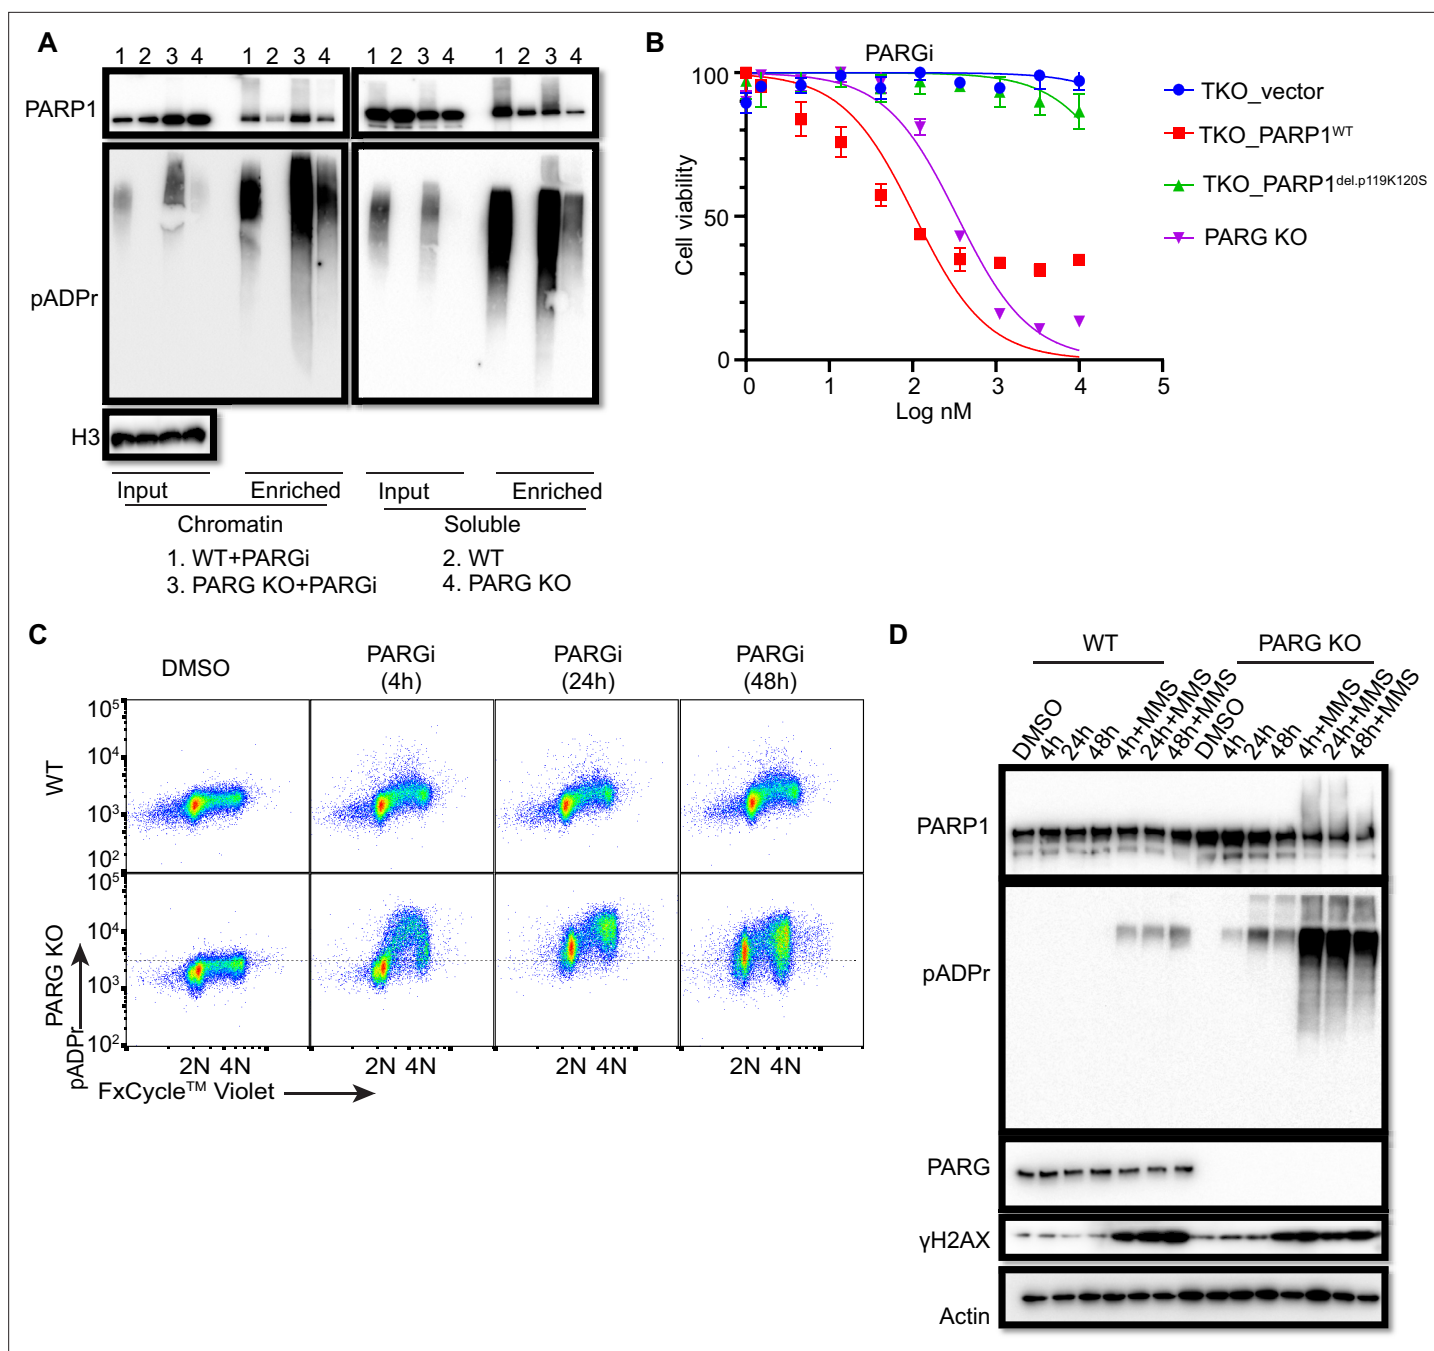 A
1 2 3 4 1 2 3 4 1 2 3 4 1 2 3 4
PARP1
pADPr
H3
Input Enriched Input Enriched
Chromatin Soluble
1. WT+PARGi 2. WT
3. PARG KO+PARGi 4. PARG KO
B
PARGi
100
50
0
Cell viability
0 1 2 3 4 5
Log nM
TKO_vector
TKO_PARP1WT
TKO_PARP1del.p119K120S
PARG KO
C
DMSO PARGi (4h) PARGi (24h) PARGi (48h)
WT
10⁵
10⁴
10³
10²
PARG KO
10⁵
10⁴
10³
10²
pADPr
2N 4N 2N 4N 2N 4N 2N 4N
FxCycle™ Violet
D
WT PARG KO
DMSO 4h 24h 48h 4h+MMS 24h+MMS 48h+MMS DMSO 4h 24h 48h 4h+MMS 24h+MMS 48h+MMS
PARP1
pADPr
PARG
γH2AX
Actin